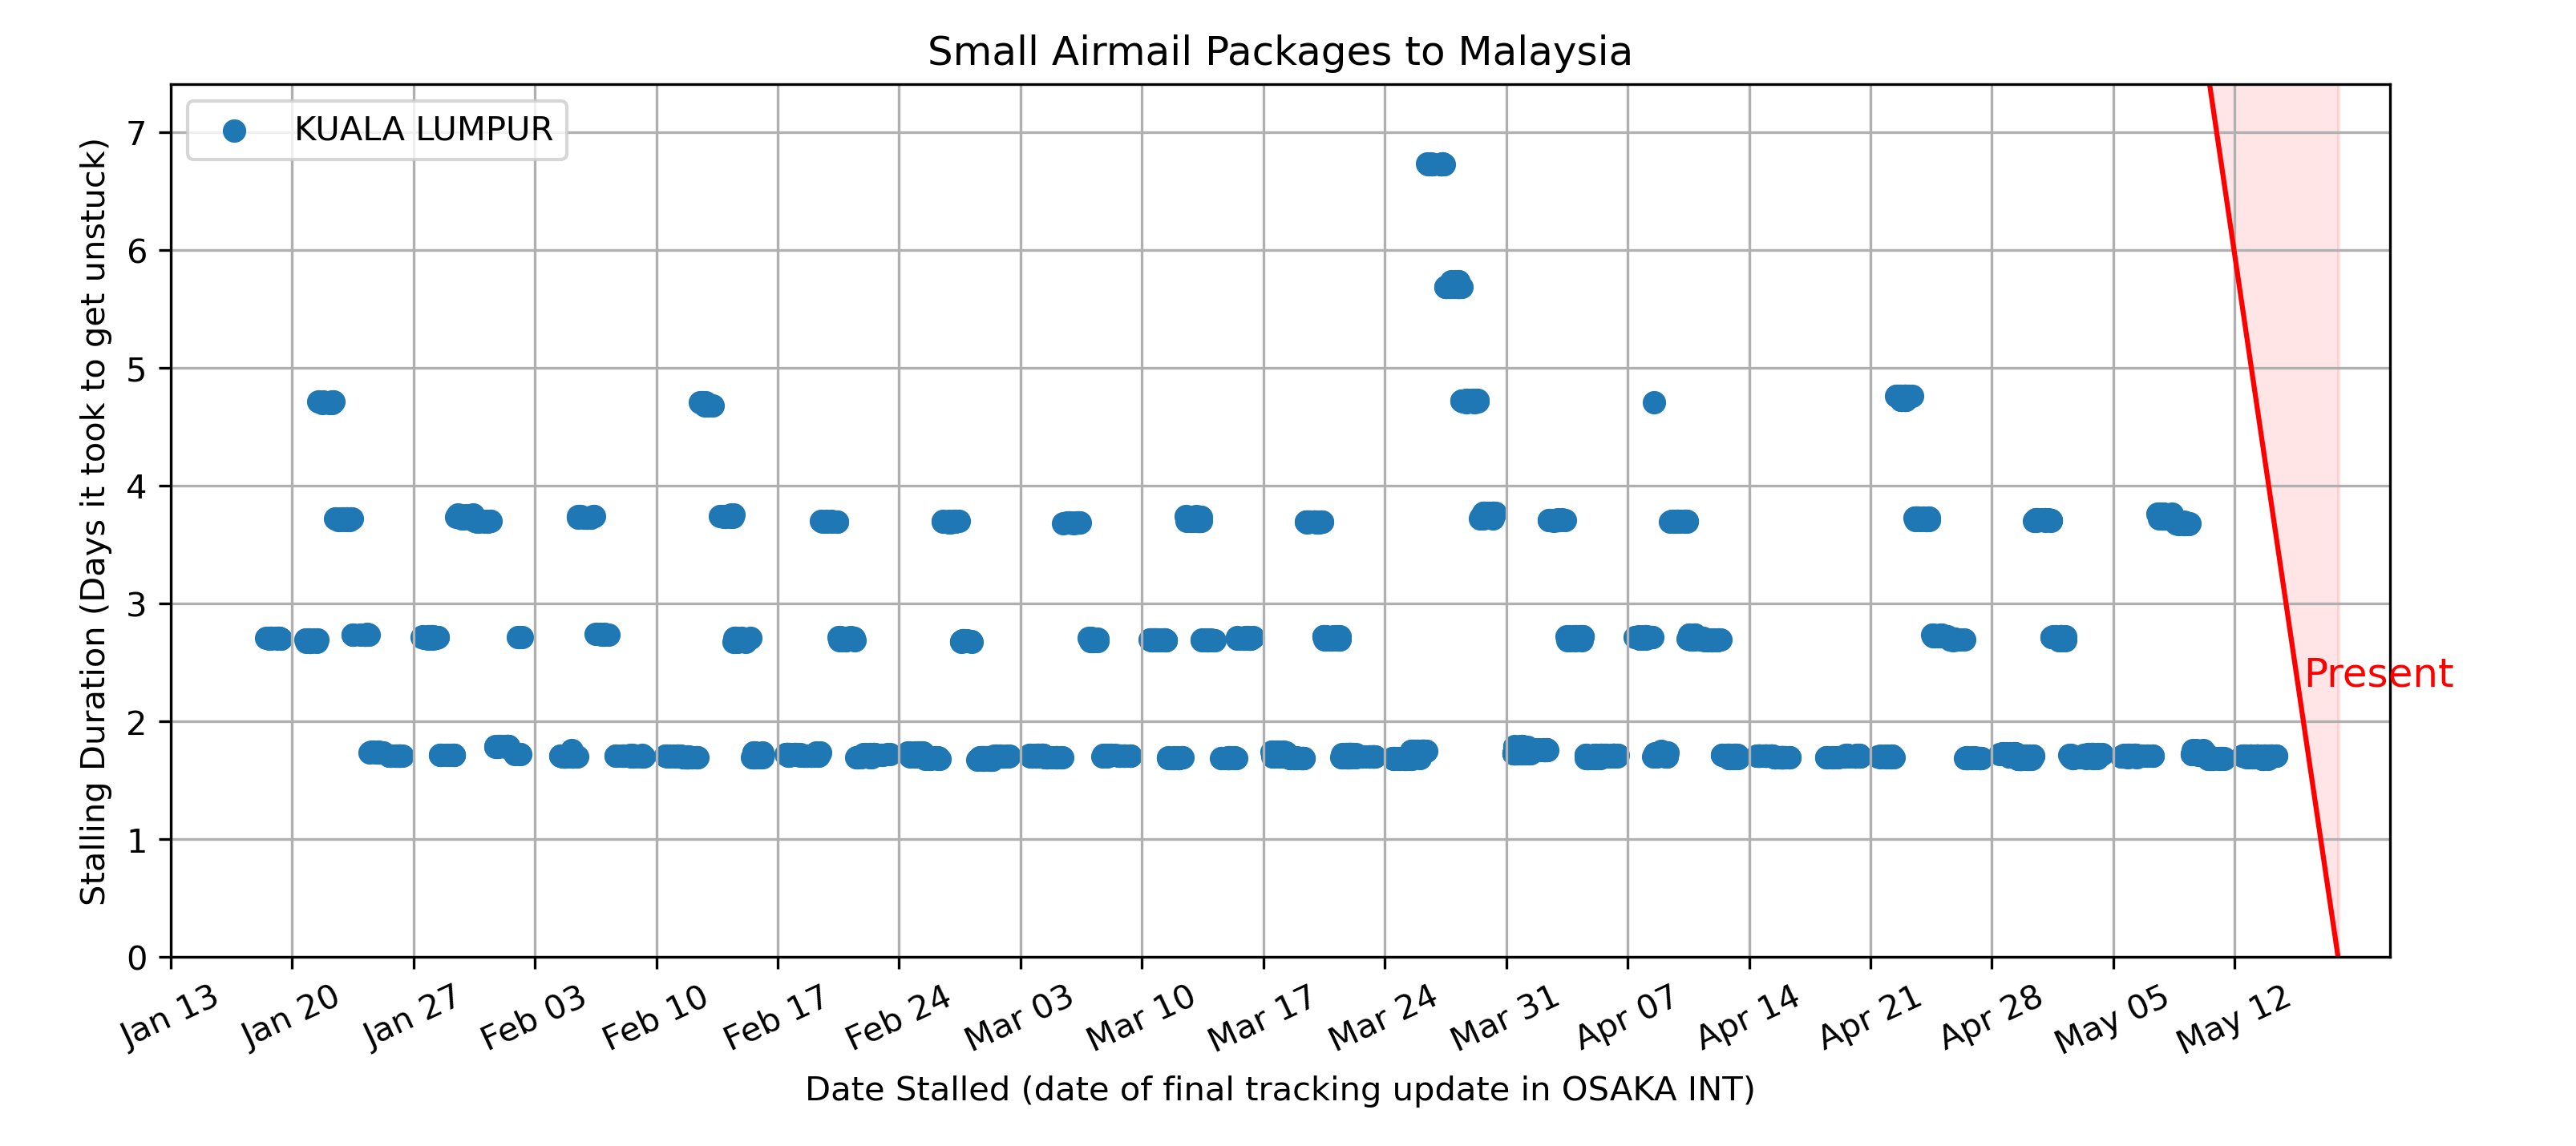 Small Airmail Packages to Malaysia
KUALA LUMPUR
Stalling Duration (Days it took to get unstuck)
7
6
5
4
3
2
1
0
Present
Jan 13
Jan 20
Jan 27
Feb 03
Feb 10
Feb 17
Feb 24
Mar 03
Mar 10
Mar 17
Mar 24
Mar 31
Apr 07
Apr 14
Apr 21
Apr 28
May 05
May 12
Date Stalled (date of final tracking update in OSAKA INT)